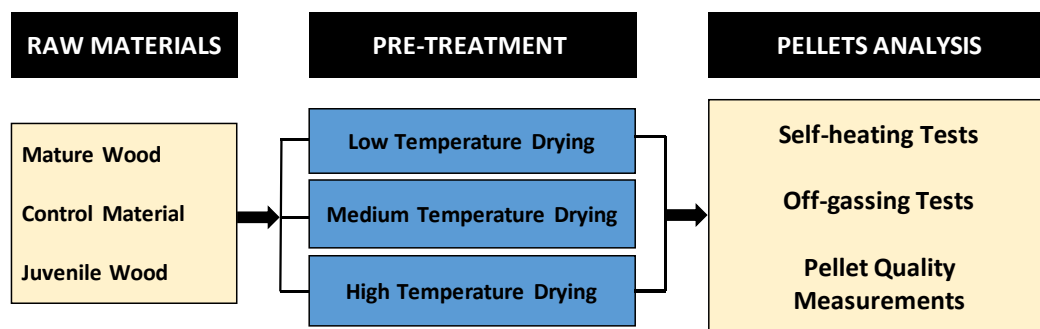 RAW MATERIALS
PRE-TREATMENT
PELLETS ANALYSIS
Mature Wood
Control Material
Juvenile Wood
Low Temperature Drying
Medium Temperature Drying
High Temperature Drying
Self-heating Tests
Off-gassing Tests
Pellet Quality
Measurements